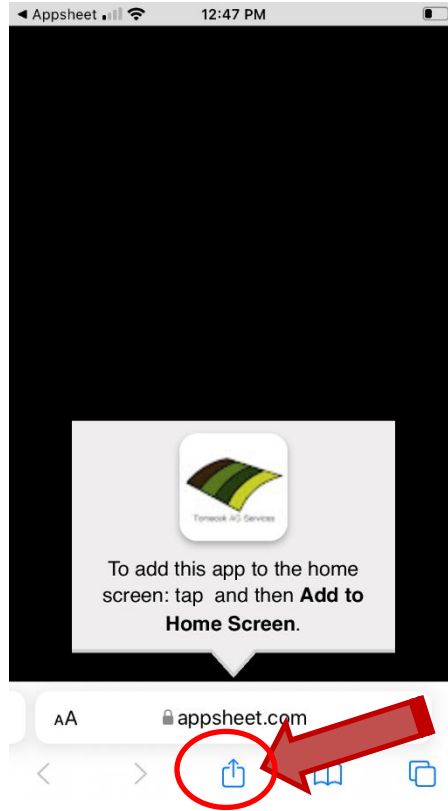 ◀ Appsheet 12:47 PM
Tomecek AG Services
To add this app to the home
screen: tap and then Add to
Home Screen.
AA appsheet.com